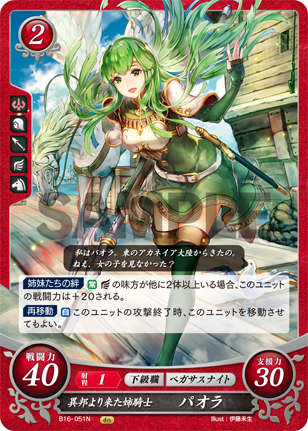 2
SAMPLE
私はパオラ。東のアカネイア大陸からきたの。
ねえ、女の子を見なかった？
姉妹たちの絆 常 の味方が他に2体以上いる場合、このユニット
の戦闘力は＋20される。
再移動 自 このユニットの攻撃終了時、このユニットを移動させ
てもよい。
戦闘力
40
射程 1
下級職
ペガサスナイト
支援力
30
異邦より来た姉騎士 パオラ
B16-051N
Illust：伊藤未生